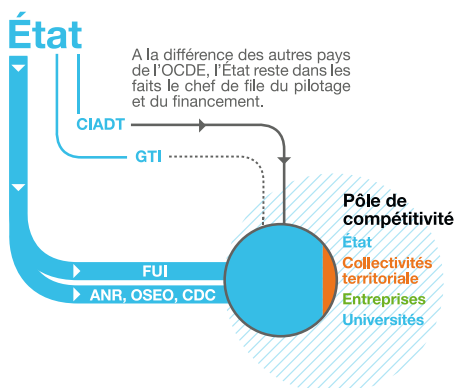 État
A la différence des autres pays
de l'OCDE, l'État reste dans les
faits le chef de file du pilotage
et du financement.
CIADT
GTI
Pôle de
compétitivité
État
Collectivités
territoriale
Entreprises
Universités
FUI
ANR, OSEO, CDC